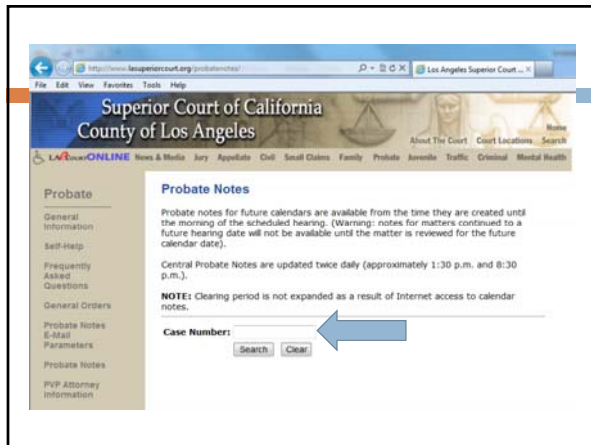 http://www.lasuperiorcourt.org/probatenotes/
Los Angeles Superior Court ...
File Edit View Favorites Tools Help
Superior Court of California
County of Los Angeles
Home
About The Court Court Locations Search
LACourtONLINE News & Media Jury Appellate Civil Small Claims Family Probate Juvenile Traffic Criminal Mental Health
Probate
General
Information
Self-Help
Frequently
Asked
Questions
General Orders
Probate Notes
E-Mail
Parameters
Probate Notes
PVP Attorney
Information
Probate Notes
Probate notes for future calendars are available from the time they are created until
the morning of the scheduled hearing. (Warning: notes for matters continued to a
future hearing date will not be available until the matter is reviewed for the future
calendar date).
Central Probate Notes are updated twice daily (approximately 1:30 p.m. and 8:30
p.m.).
NOTE: Clearing period is not expanded as a result of Internet access to calendar
notes.
Case Number:
Search Clear